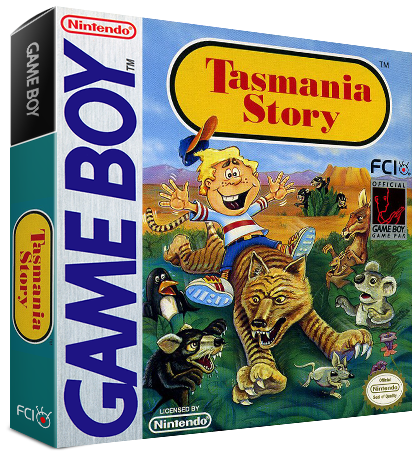 Nintendo®
GAME BOY
GAME BOY
TM
Tasmania
Story
TM
FCI
OFFICIAL
GAME BOY
GAME PAK
Tasmania
Story
FCI
LICENSED BY
Nintendo
Official
Nintendo
Seal of Quality